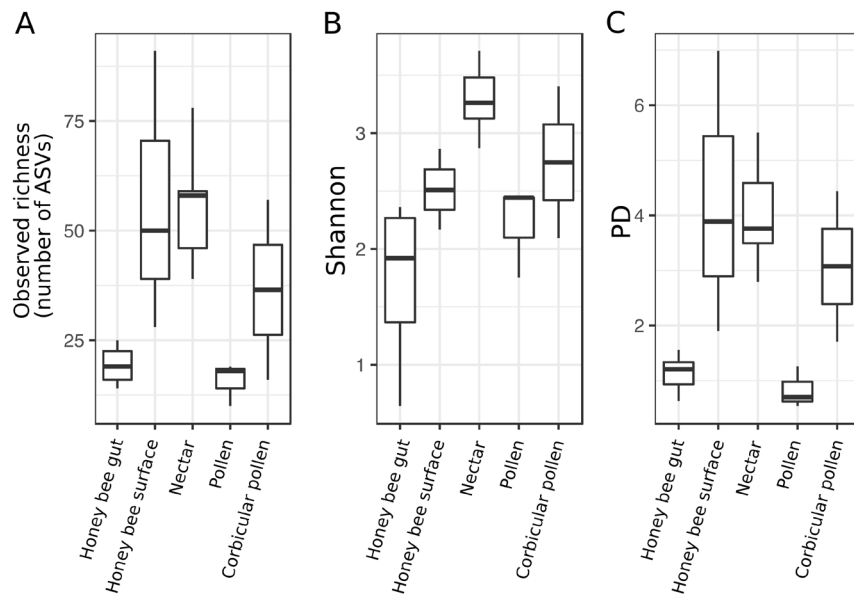 A
Observed richness
(number of ASVs)
75
50
25
Honey bee gut
Honey bee surface
Nectar
Pollen
Corbicular pollen
B
Shannon
3
2
1
Honey bee gut
Honey bee surface
Nectar
Pollen
Corbicular pollen
C
PD
6
4
2
Honey bee gut
Honey bee surface
Nectar
Pollen
Corbicular pollen